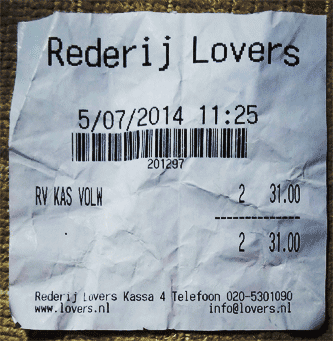 Rederij Lovers
5/07/2014 11:25
201297
RV KAS VOLW 2 31.00
2 31.00
Rederij Lovers Kassa 4 Telefoon 020-5301090
www.lovers.nl info@lovers.nl